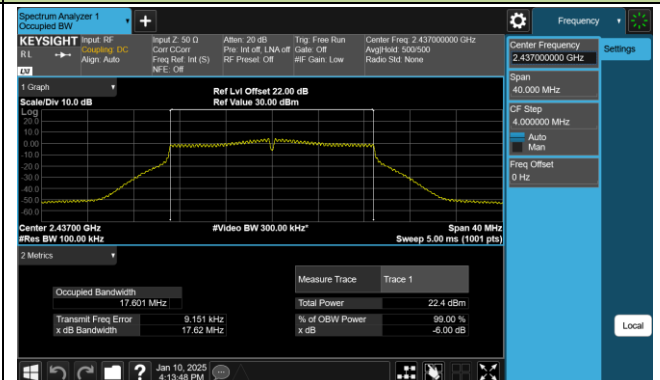 Spectrum Analyzer 1
Occupied BW
Frequency
KEYSIGHT Input: RF
RL Coupling: DC
Align: Auto
Input Z: 50 Ω
Corr CCorr
Freq Ref: Int (S)
NFE: Off
Atten: 20 dB
Pre: Int off, LNA off
RF Presel: Off
Trig: Free Run
Gate: Off
#IF Gain: Low
Center Freq: 2.437000000 GHz
Avg|Hold: 500/500
Radio Std: None
LXI
1 Graph
Scale/Div 10.0 dB
Ref Lvl Offset 22.00 dB
Ref Value 30.00 dBm
Log
20.0
10.0
0.00
-10.0
-20.0
-30.0
-40.0
-50.0
-60.0
Center 2.43700 GHz
#Res BW 100.00 kHz
#Video BW 300.00 kHz*
Span 40 MHz
Sweep 5.00 ms (1001 pts)
2 Metrics
Measure Trace Trace 1
Occupied Bandwidth
17.601 MHz
Total Power 22.4 dBm
Transmit Freq Error 9.151 kHz
% of OBW Power 99.00 %
x dB Bandwidth 17.62 MHz
x dB -6.00 dB
Center Frequency
2.437000000 GHz
Settings
Span
40.000 MHz
CF Step
4.000000 MHz
Auto
Man
Freq Offset
0 Hz
Local
Jan 10, 2025
4:13:48 PM